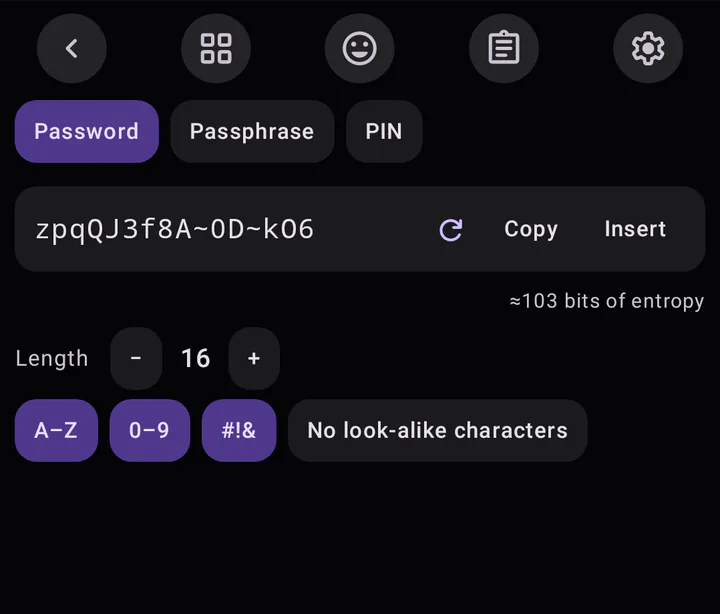 Password Passphrase PIN
zpqQJ3f8A~0D~kO6 Copy Insert
≈103 bits of entropy
Length − 16 +
A–Z 0–9 #!& No look-alike characters